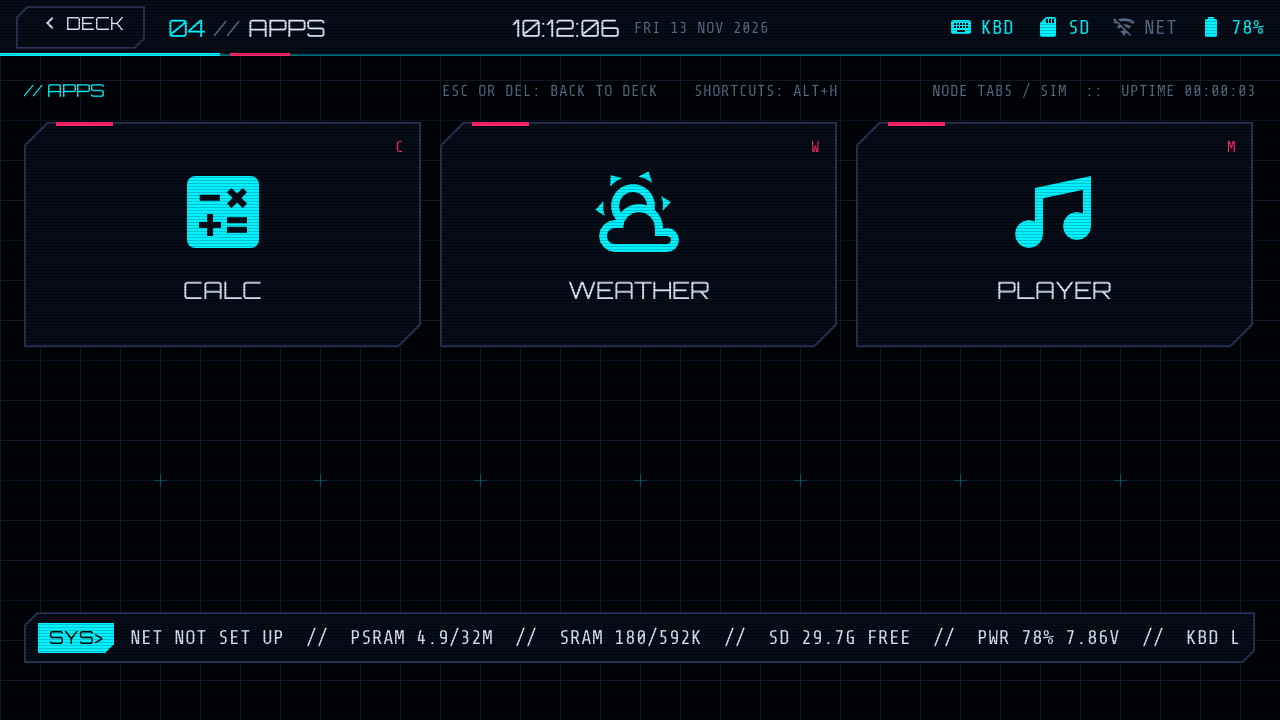 DECK
04 // APPS
10:12:06 FRI 13 NOV 2026
KBD SD NET 78%
// APPS
ESC OR DEL: BACK TO DECK SHORTCUTS: ALT+H
NODE TAB5 / SIM :: UPTIME 00:00:03
C
CALC
W
WEATHER
M
PLAYER
SYS> NET NOT SET UP // PSRAM 4.9/32M // SRAM 180/592K // SD 29.7G FREE // PWR 78% 7.86V // KBD L